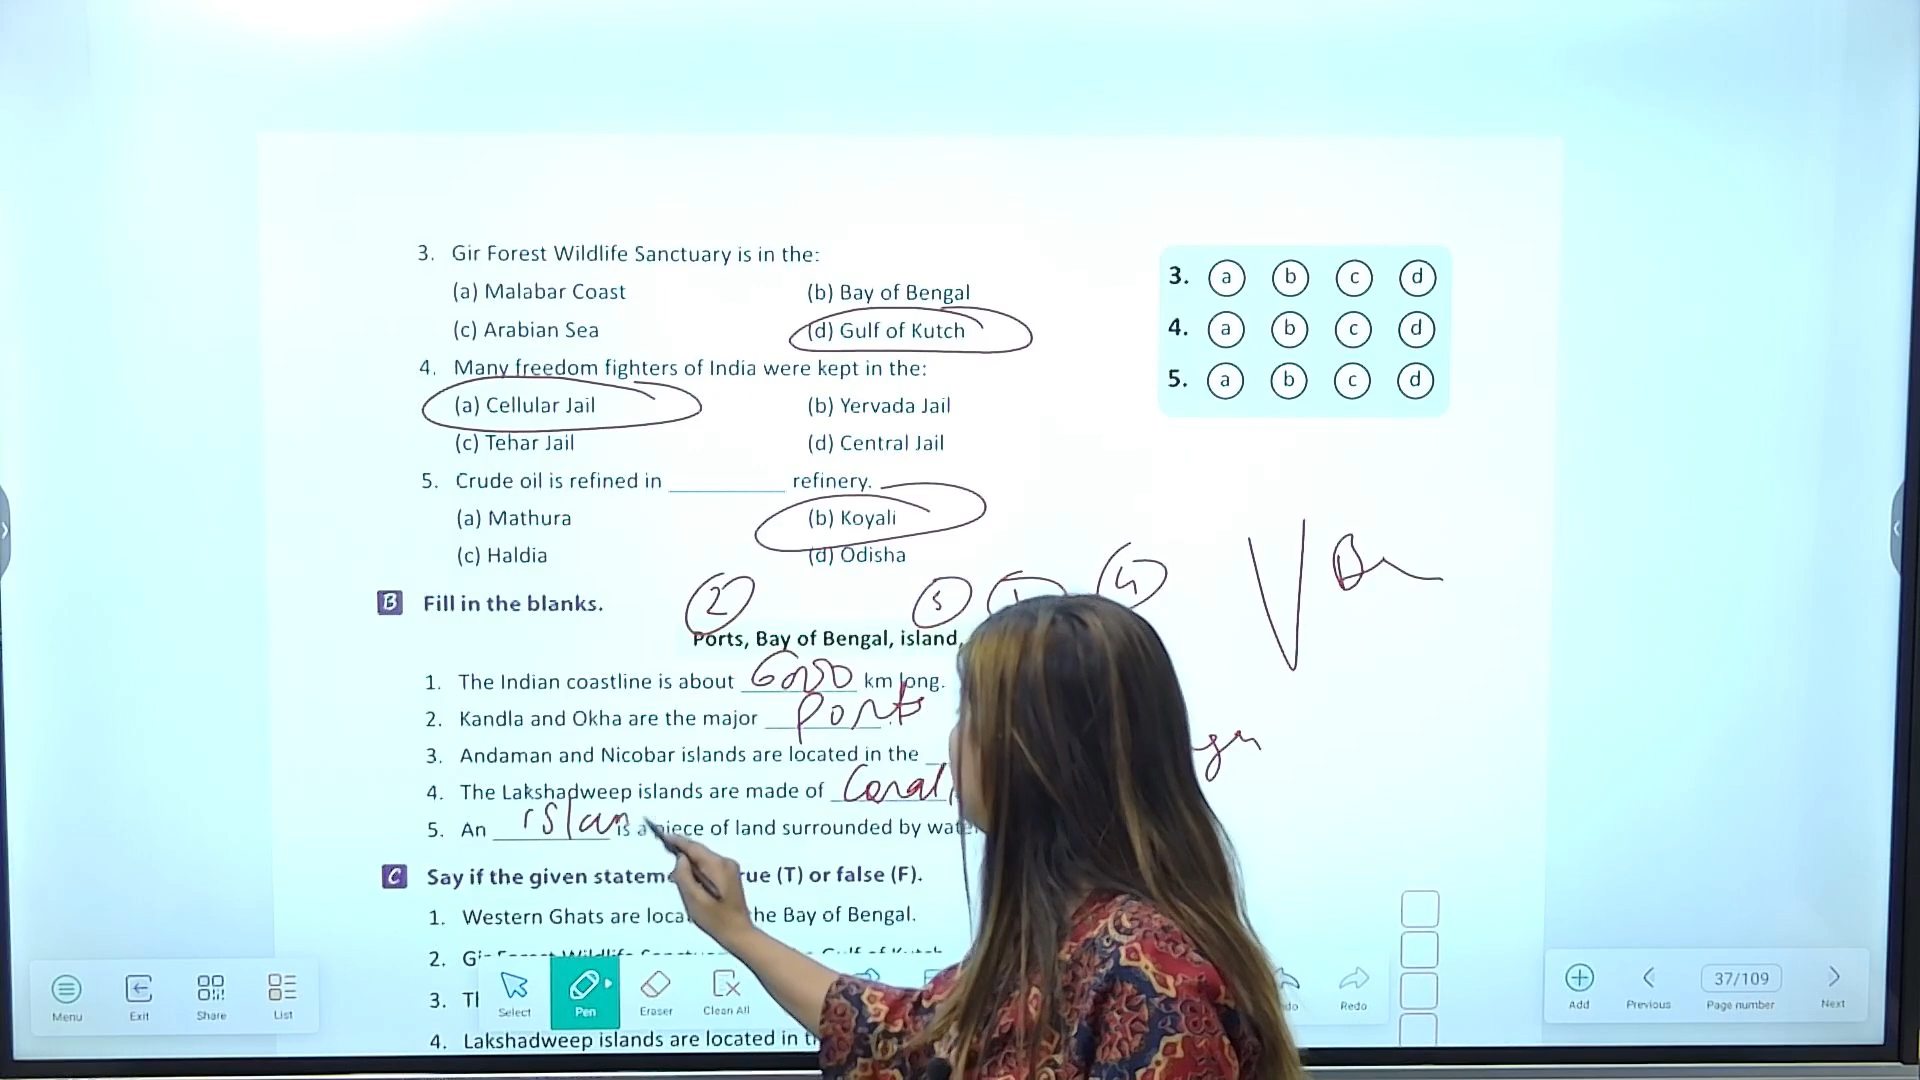 3. Gir Forest Wildlife Sanctuary is in the:
(a) Malabar Coast (b) Bay of Bengal
(c) Arabian Sea (d) Gulf of Kutch
4. Many freedom fighters of India were kept in the:
(a) Cellular Jail (b) Yervada Jail
(c) Tehar Jail (d) Central Jail
5. Crude oil is refined in ________ refinery.
(a) Mathura (b) Koyali
(c) Haldia (d) Odisha
3. a b c d
4. a b c d
5. a b c d
2 5 1 4
B Fill in the blanks.
Ports, Bay of Bengal, island,
1. The Indian coastline is about km long.
2. Kandla and Okha are the major Ports
3. Andaman and Nicobar islands are located in the
4. The Lakshadweep islands are made of Coral
5. An islan is a piece of land surrounded by
C Say if the given (T) or false (F).
1. Western Ghats are he Bay of Bengal.
2.
3.
4. Lakshadweep islands are located in
Menu Exit Share List
Select Pen Eraser Clean All Redo
Add Previous 37/109 Page number Next